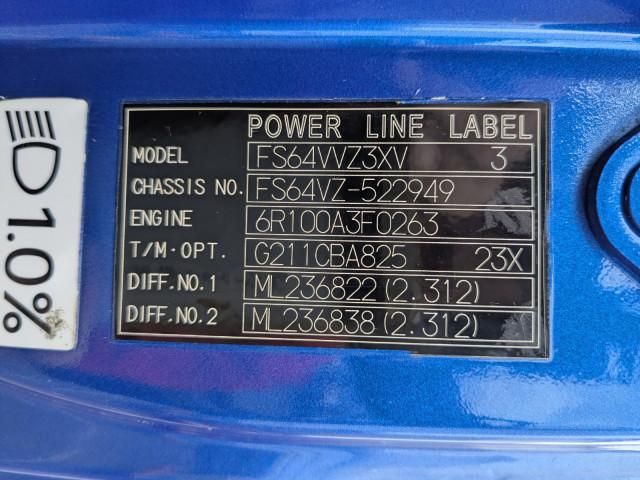 POWER LINE LABEL
MODEL FS64VVZ3XV 3
CHASSIS NO. FS64VZ-522949
ENGINE 6R100A3F0263
T/M·OPT. G211CBA825 23X
DIFF.NO.1 ML236822(2.312)
DIFF.NO.2 ML236838(2.312)
1.0%